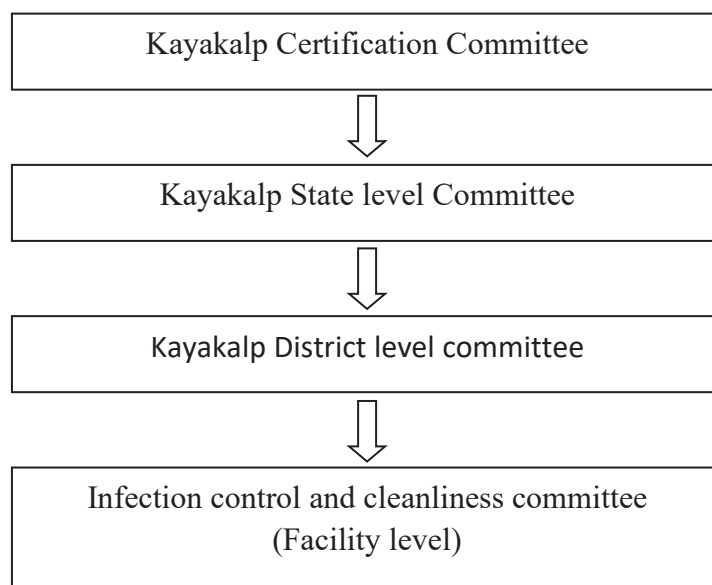 Kayakalp Certification Committee
Kayakalp State level Committee
Kayakalp District level committee
Infection control and cleanliness committee
(Facility level)